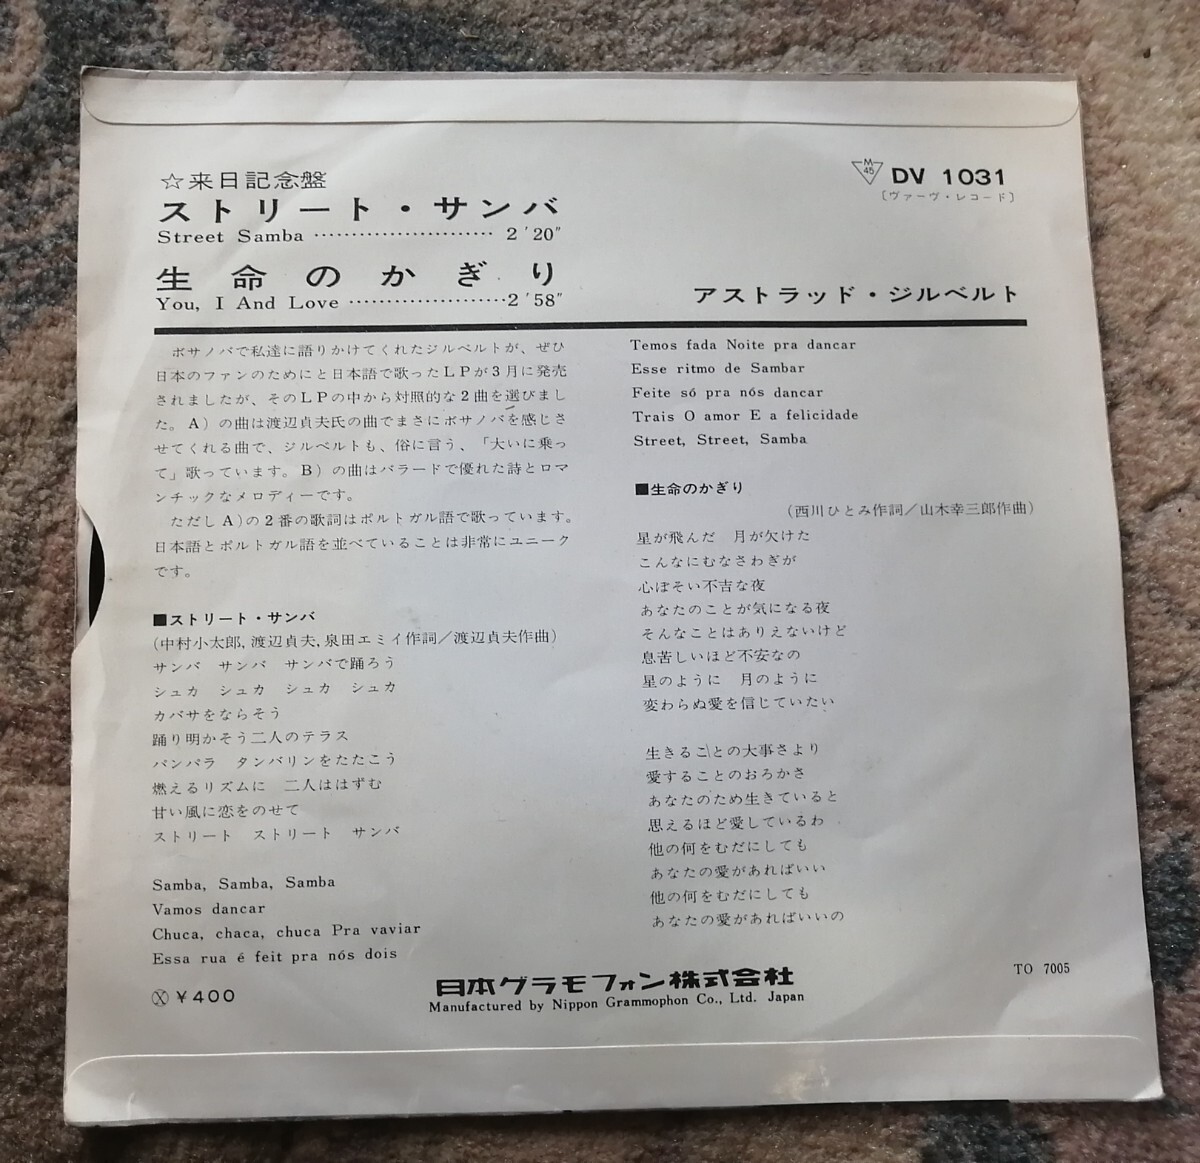 ☆来日記念盤
ストリート・サンバ
Street Samba ························ 2 ′20″
生命のかぎり
You, I And Love ·····················2 ′58″
M
45
DV 1031
〔ヴァーヴ・レコード〕
アストラッド・ジルベルト
ボサノバで私達に語りかけてくれたジルベルトが、ぜひ
日本のファンのためにと日本語で歌ったＬＰが３月に発売
されましたが、そのＬＰの中から対照的な２曲を選びまし
た。Ａ）の曲は渡辺貞夫氏の曲でまさにボサノバを感じさ
せてくれる曲で、ジルベルトも、俗に言う、「大いに乗っ
て」歌っています。Ｂ）の曲はバラードで優れた詩とロマ
ンチックなメロディーです。
ただしＡ)の２番の歌詞はポルトガル語で歌っています。
日本語とポルトガル語を並べていることは非常にユニーク
です。
■ストリート・サンバ
（中村小太郎, 渡辺貞夫, 泉田エミイ作詞／渡辺貞夫作曲）
サンバ　サンバ　サンバで踊ろう
シュカ　シュカ　シュカ　シュカ
カバサをならそう
踊り明かそう二人のテラス
バンバラ　タンバリンをたたこう
燃えるリズムに　二人ははずむ
甘い風に恋をのせて
ストリート　ストリート　サンバ
Samba, Samba, Samba
Vamos dancar
Chuca, chaca, chuca Pra vaviar
Essa rua é feit pra nós dois
Temos fada Noite pra dancar
Esse ritmo de Sambar
Feite só pra nós dancar
Trais O amor E a felicidade
Street, Street, Samba
■生命のかぎり
（西川ひとみ作詞／山木幸三郎作曲）
星が飛んだ　月が欠けた
こんなにむなさわぎが
心ぼそい不吉な夜
あなたのことが気になる夜
そんなことはありえないけど
息苦しいほど不安なの
星のように　月のように
変わらぬ愛を信じていたい
生きることの大事さより
愛することのおろかさ
あなたのため生きていると
思えるほど愛しているわ
他の何をむだにしても
あなたの愛があればいい
他の何をむだにしても
あなたの愛があればいいの
Ⓧ ￥400
日本グラモフォン株式会社
Manufactured by Nippon Grammophon Co., Ltd. Japan
TO 7005